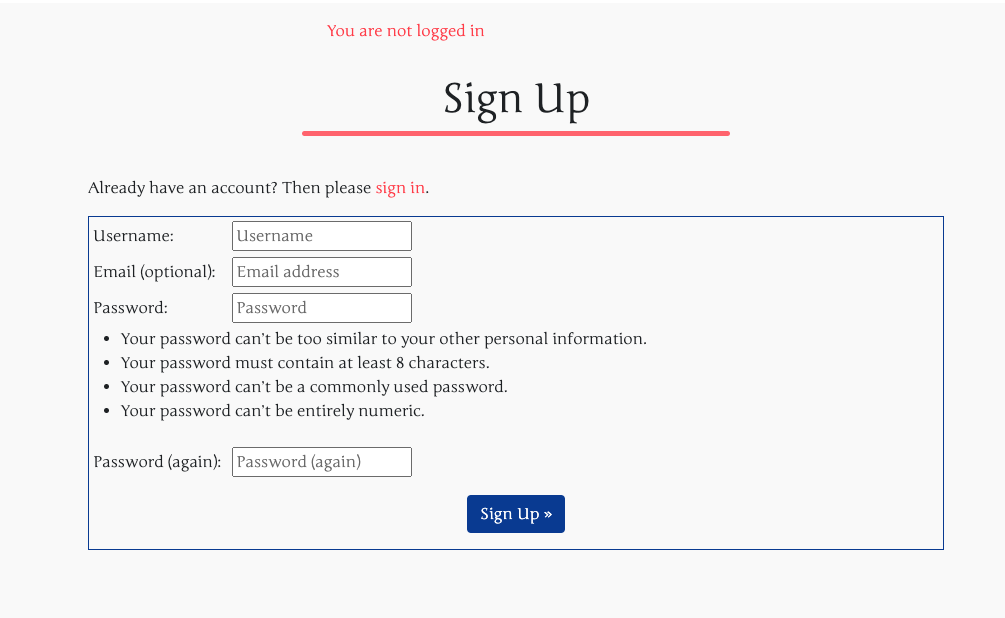 You are not logged in
Sign Up
Already have an account? Then please sign in.
Username: Username
Email (optional): Email address
Password: Password
• Your password can't be too similar to your other personal information.
• Your password must contain at least 8 characters.
• Your password can't be a commonly used password.
• Your password can't be entirely numeric.
Password (again): Password (again)
Sign Up »